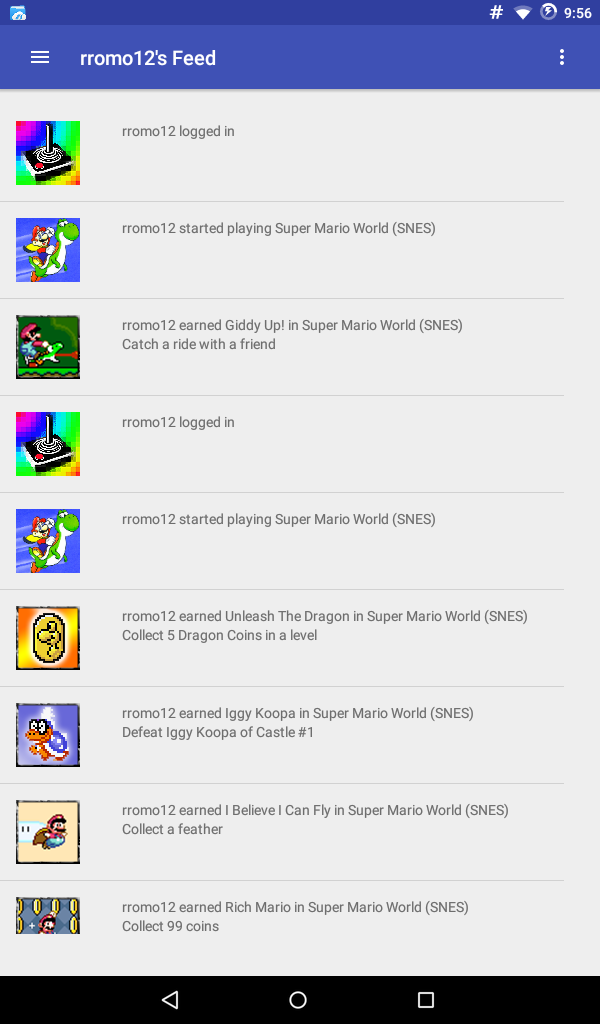 #
9:56
rromo12's Feed
rromo12 logged in
rromo12 started playing Super Mario World (SNES)
rromo12 earned Giddy Up! in Super Mario World (SNES)
Catch a ride with a friend
rromo12 logged in
rromo12 started playing Super Mario World (SNES)
rromo12 earned Unleash The Dragon in Super Mario World (SNES)
Collect 5 Dragon Coins in a level
rromo12 earned Iggy Koopa in Super Mario World (SNES)
Defeat Iggy Koopa of Castle #1
rromo12 earned I Believe I Can Fly in Super Mario World (SNES)
Collect a feather
rromo12 earned Rich Mario in Super Mario World (SNES)
Collect 99 coins